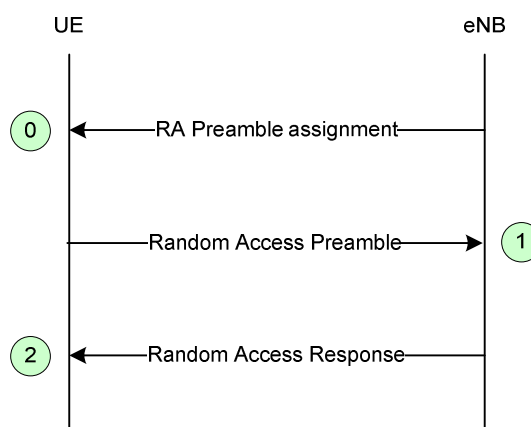 UE eNB
0 RA Preamble assignment
Random Access Preamble 1
2 Random Access Response